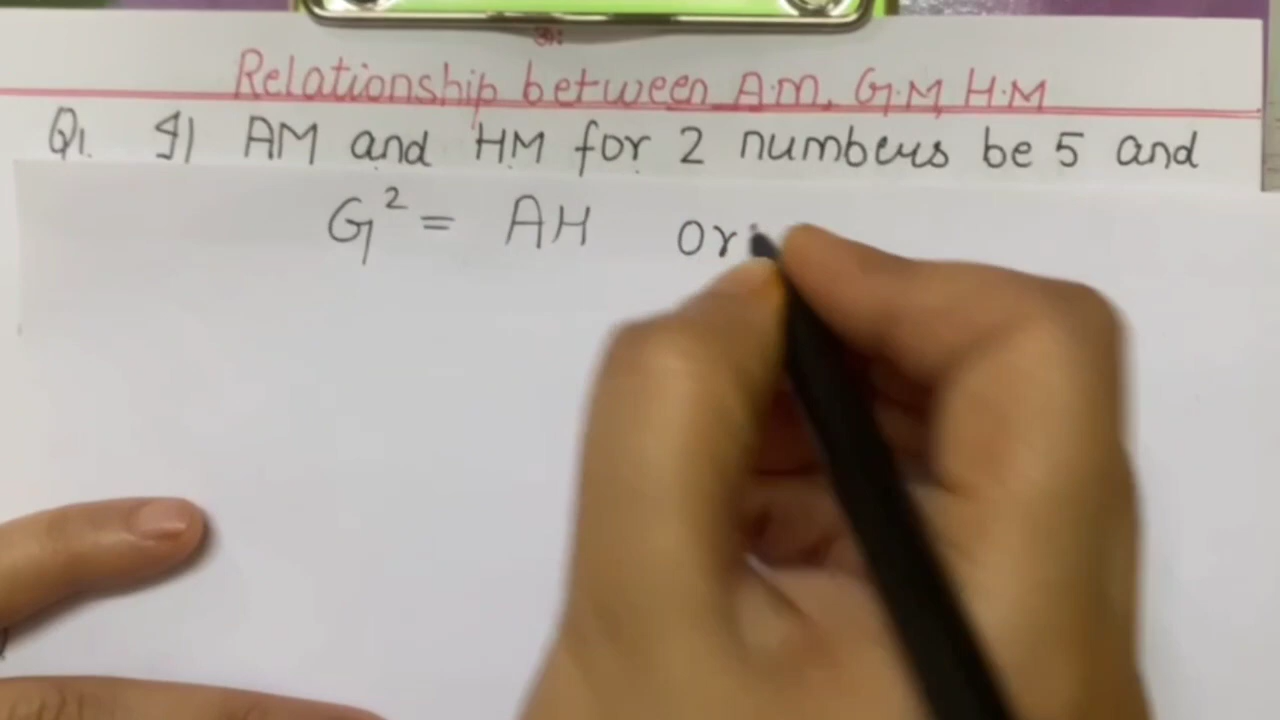 Relationship between A.M, G.M, H.M
Q1. If AM and HM for 2 numbers be 5 and
G² = AH or